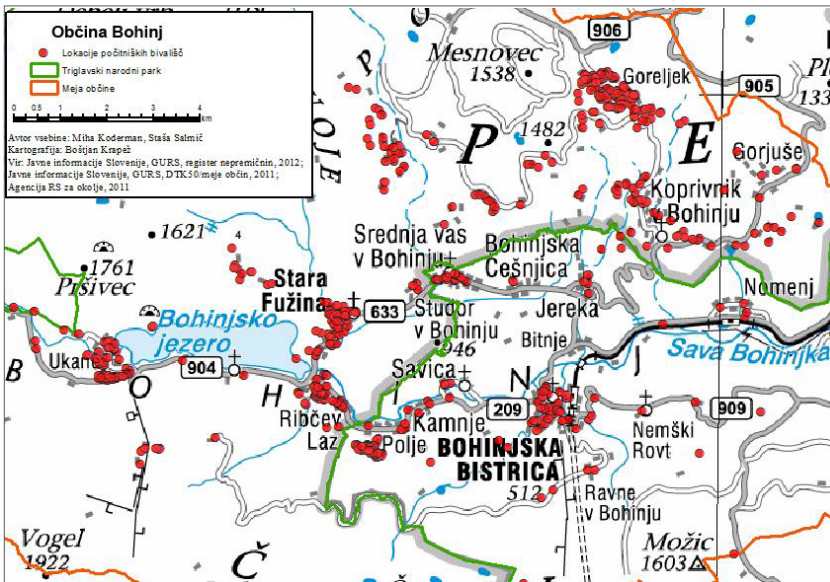 Občina Bohinj
Lokacije počitniških bivališč
Triglavski narodni park
Meja občine
0 0.5 1 2 3 4
km
Avtor vsebine: Miha Koderman, Staša Salmič
Kartografija: Boštjan Krapež
Vir: Javne informacije Slovenije, GURS, register nepremičnin, 2012;
Javne informacije Slovenije, GURS, DTK50/meje občin, 2011;
Agencija RS za okolje, 2011
906
Mesnovec
1538
Goreljek
905
P O
KOJE
1482
P E
Gorjuše
Koprivnik
Bohinju
1621
4
1761
Pršivec
Srednja vas
v Bohinju
Bohinjska
Češnjica
Stara
Fužina
633
Studor
v Bohinju
Jereka
Nomenj
Bohinjsko
jezero
Bitnje
946
Ukanc
Sava Bohinjka
904
Savica
B O H I N J
209
909
Ribčev
Laz
Kamnje
Polje
Nemški
Rovt
BOHINJSKA
BISTRICA
512
Ravne
v Bohinju
Vogel
1922
Č
Možic
1603